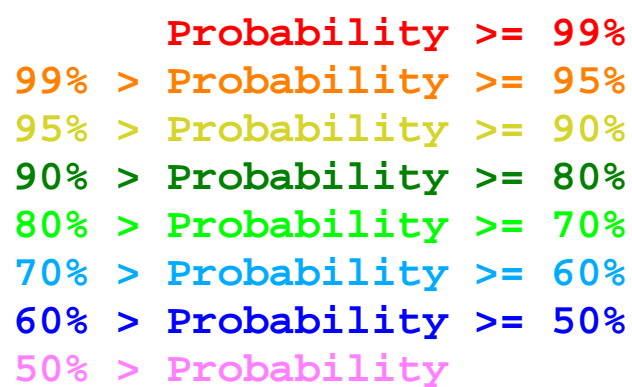 Probability >= 99%
99% > Probability >= 95%
95% > Probability >= 90%
90% > Probability >= 80%
80% > Probability >= 70%
70% > Probability >= 60%
60% > Probability >= 50%
50% > Probability